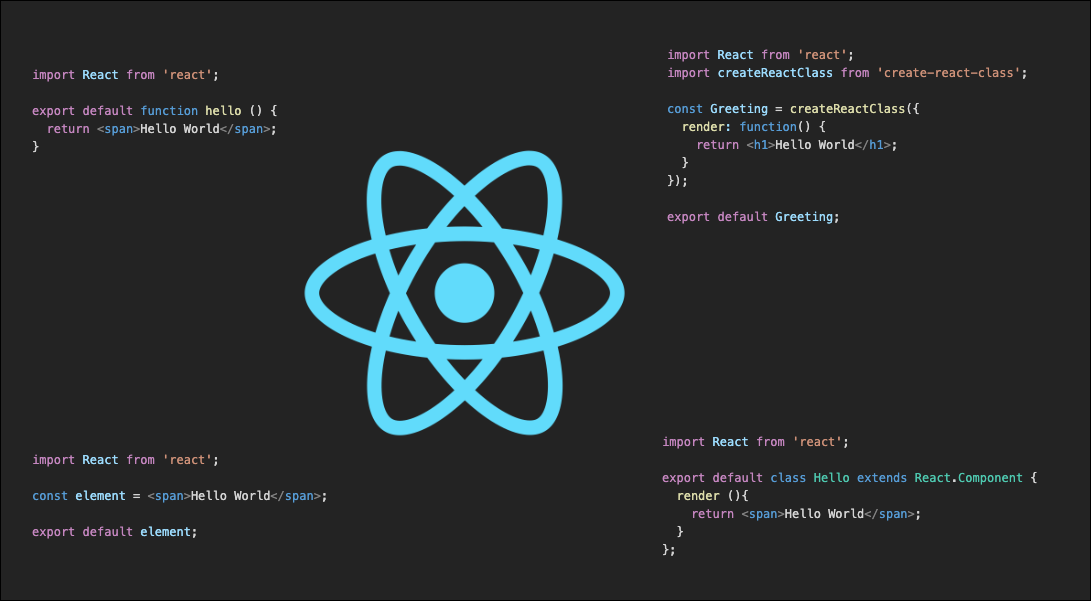 import React from 'react';
export default function hello () {
return <span>Hello World</span>;
}
import React from 'react';
import createReactClass from 'create-react-class';
const Greeting = createReactClass({
render: function() {
return <h1>Hello World</h1>;
}
});
export default Greeting;
import React from 'react';
const element = <span>Hello World</span>;
export default element;
import React from 'react';
export default class Hello extends React.Component {
render (){
return <span>Hello World</span>;
}
};